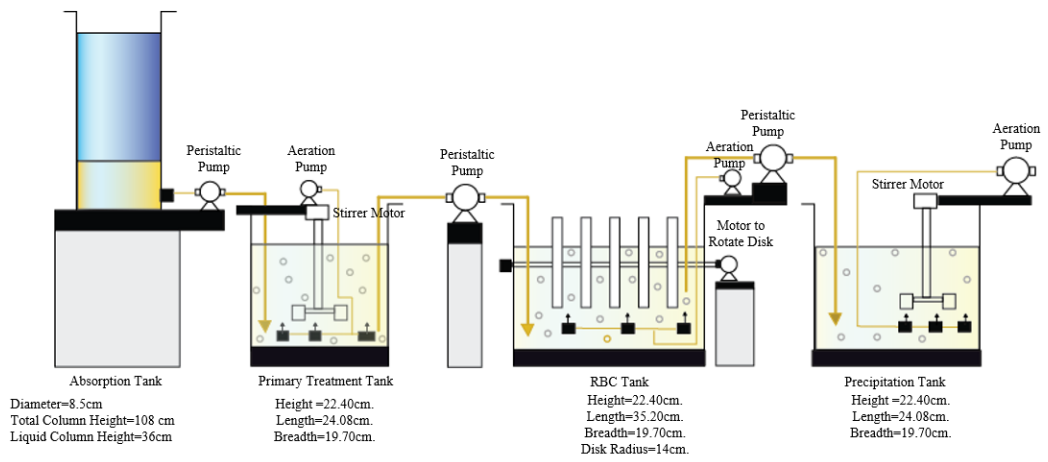 Peristaltic
Pump
Aeration
Pump
Stirrer Motor
Peristaltic
Pump
Peristaltic
Pump
Aeration
Pump
Motor to
Rotate Disk
Aeration
Pump
Stirrer Motor
Absorption Tank
Diameter=8.5cm
Total Column Height=108 cm
Liquid Column Height=36cm
Primary Treatment Tank
Height =22.40cm.
Length=24.08cm.
Breadth=19.70cm.
RBC Tank
Height=22.40cm.
Length=35.20cm.
Breadth=19.70cm.
Disk Radius=14cm.
Precipitation Tank
Height =22.40cm.
Length=24.08cm.
Breadth=19.70cm.